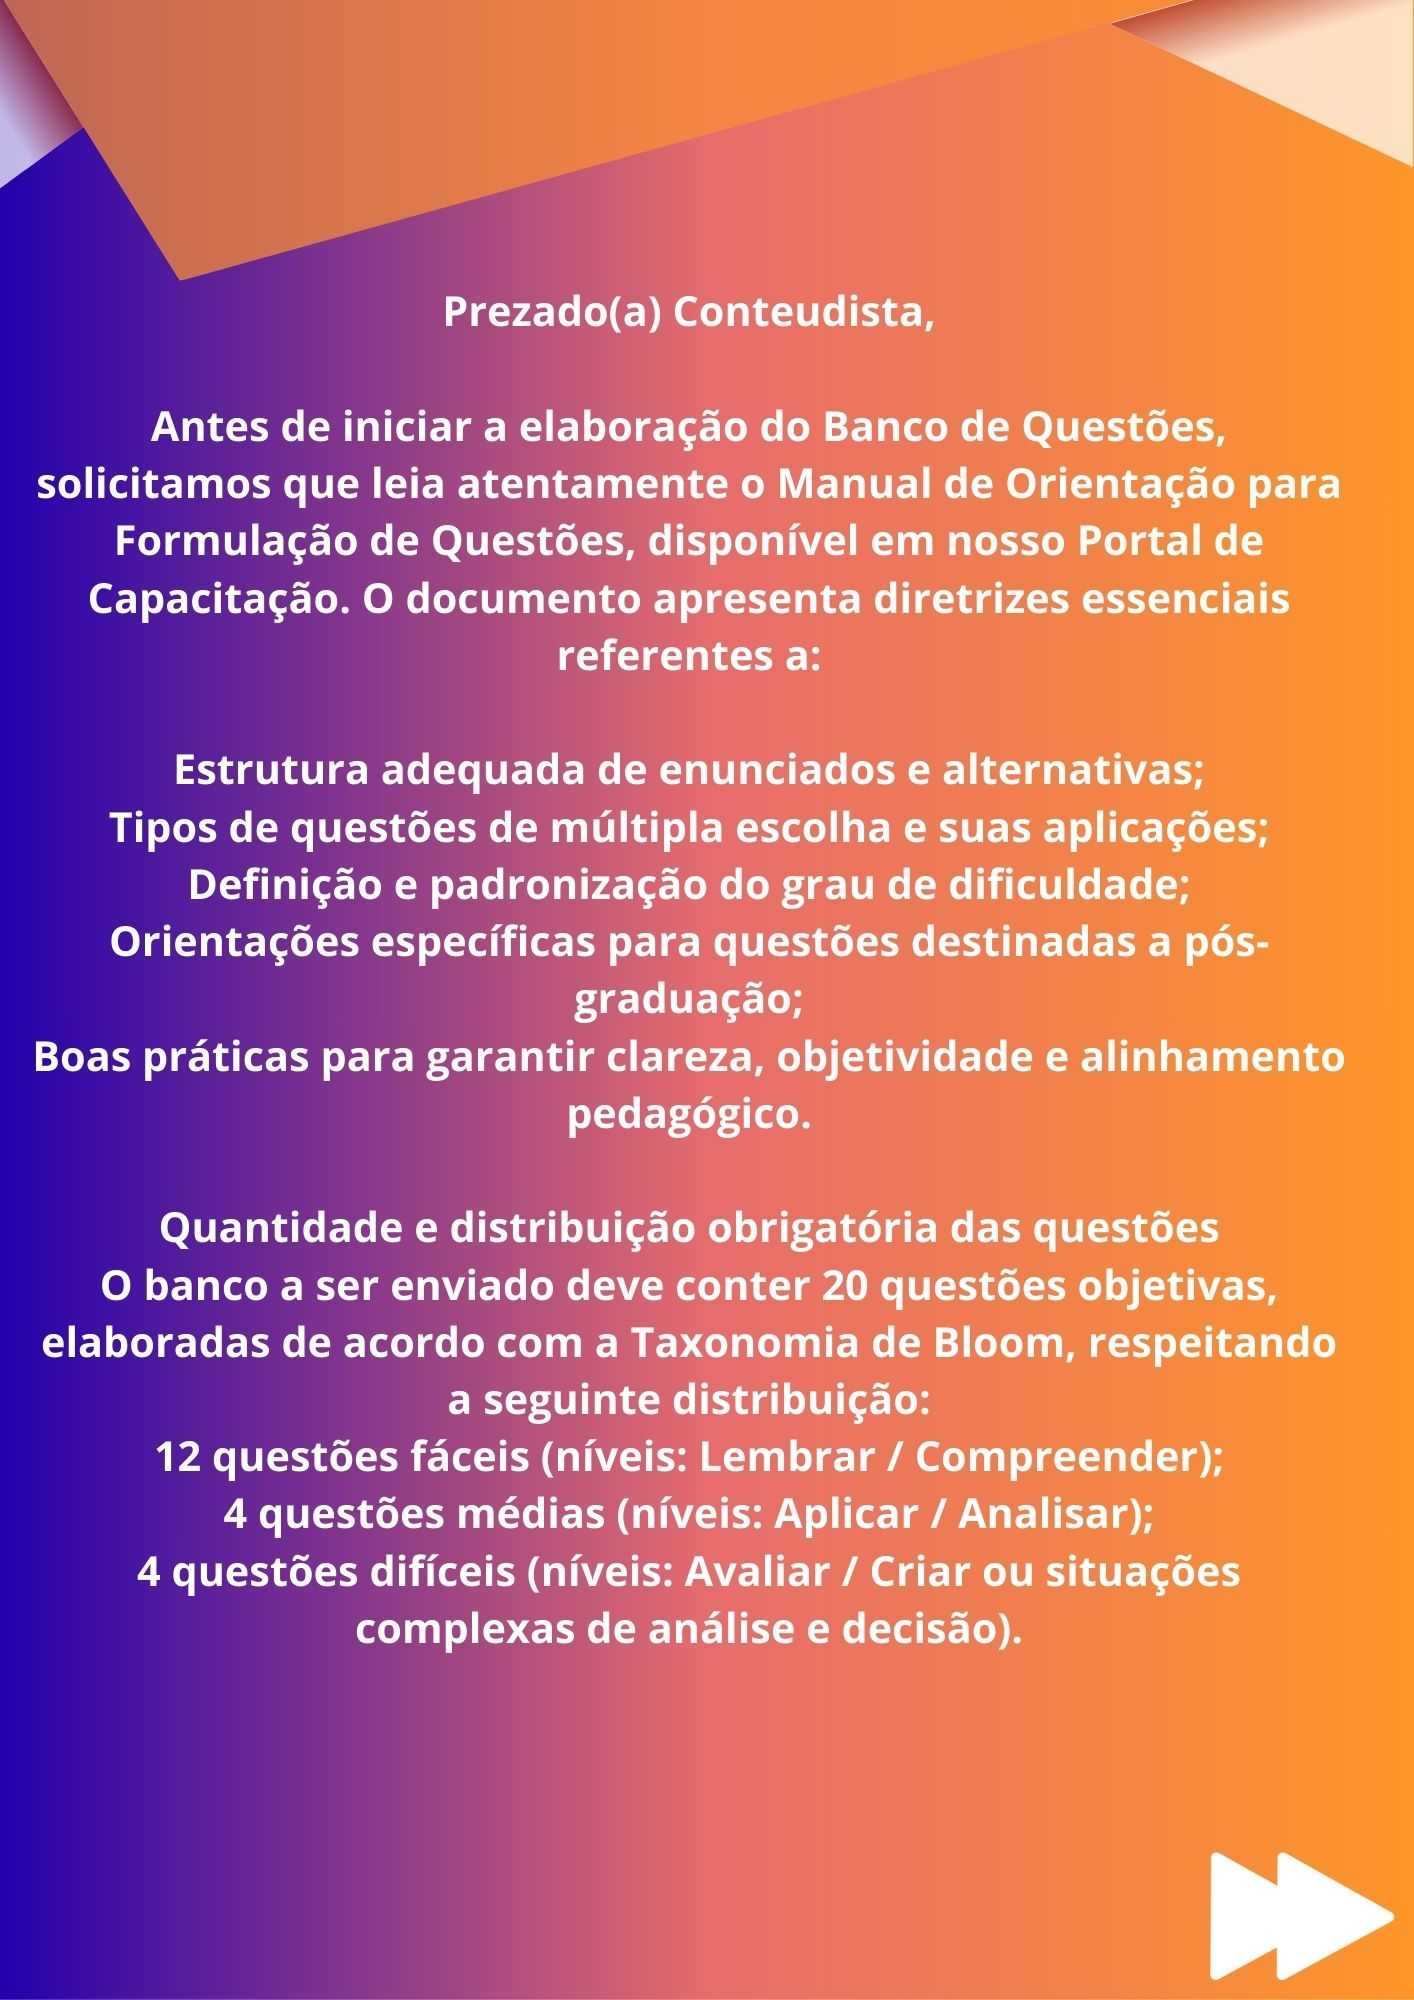 Prezado(a) Conteudista,
Antes de iniciar a elaboração do Banco de Questões,
solicitamos que leia atentamente o Manual de Orientação para
Formulação de Questões, disponível em nosso Portal de
Capacitação. O documento apresenta diretrizes essenciais
referentes a:
Estrutura adequada de enunciados e alternativas;
Tipos de questões de múltipla escolha e suas aplicações;
Definição e padronização do grau de dificuldade;
Orientações específicas para questões destinadas a pós-
graduação;
Boas práticas para garantir clareza, objetividade e alinhamento
pedagógico.
Quantidade e distribuição obrigatória das questões
O banco a ser enviado deve conter 20 questões objetivas,
elaboradas de acordo com a Taxonomia de Bloom, respeitando
a seguinte distribuição:
12 questões fáceis (níveis: Lembrar / Compreender);
4 questões médias (níveis: Aplicar / Analisar);
4 questões difíceis (níveis: Avaliar / Criar ou situações
complexas de análise e decisão).